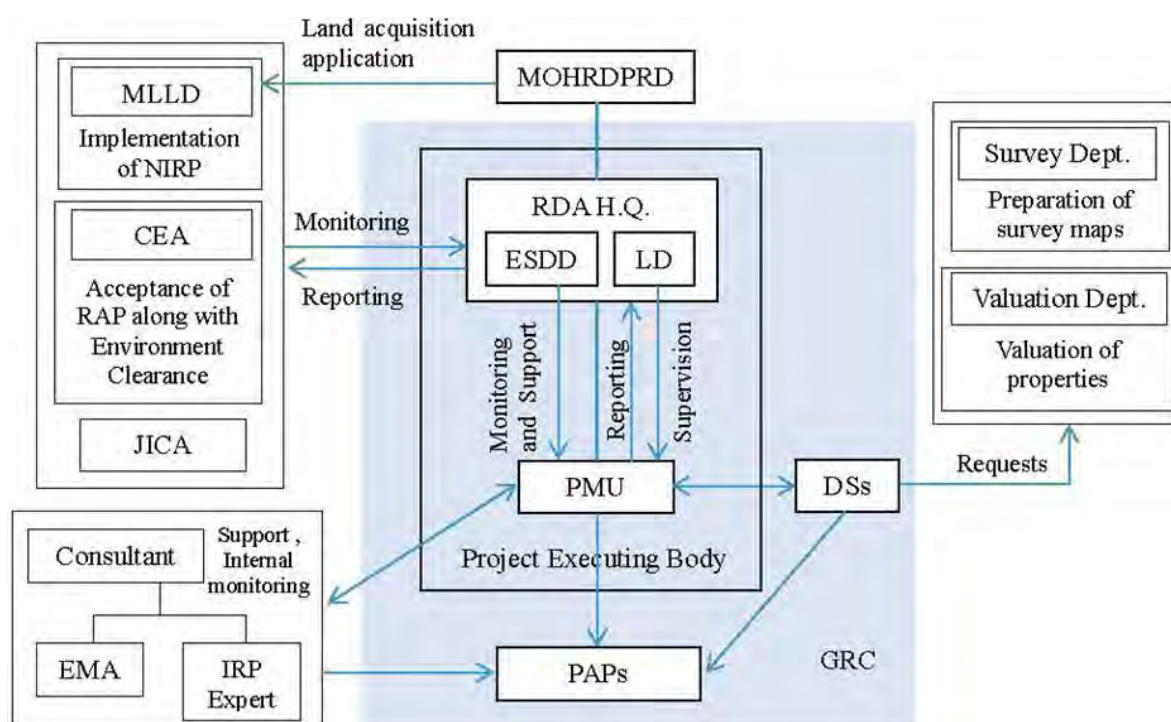 Land acquisition
application
MOHRDPRD
MLLD
Implementation
of NIRP
CEA
Acceptance of
RAP along with
Environment
Clearance
JICA
Monitoring
Reporting
RDA H.Q.
ESDD
LD
Monitoring
and Support
Reporting
Supervision
PMU
Project Executing Body
DSs
Requests
Survey Dept.
Preparation of
survey maps
Valuation Dept.
Valuation of
properties
Consultant
Support ,
Internal
monitoring
EMA
IRP
Expert
PAPs
GRC